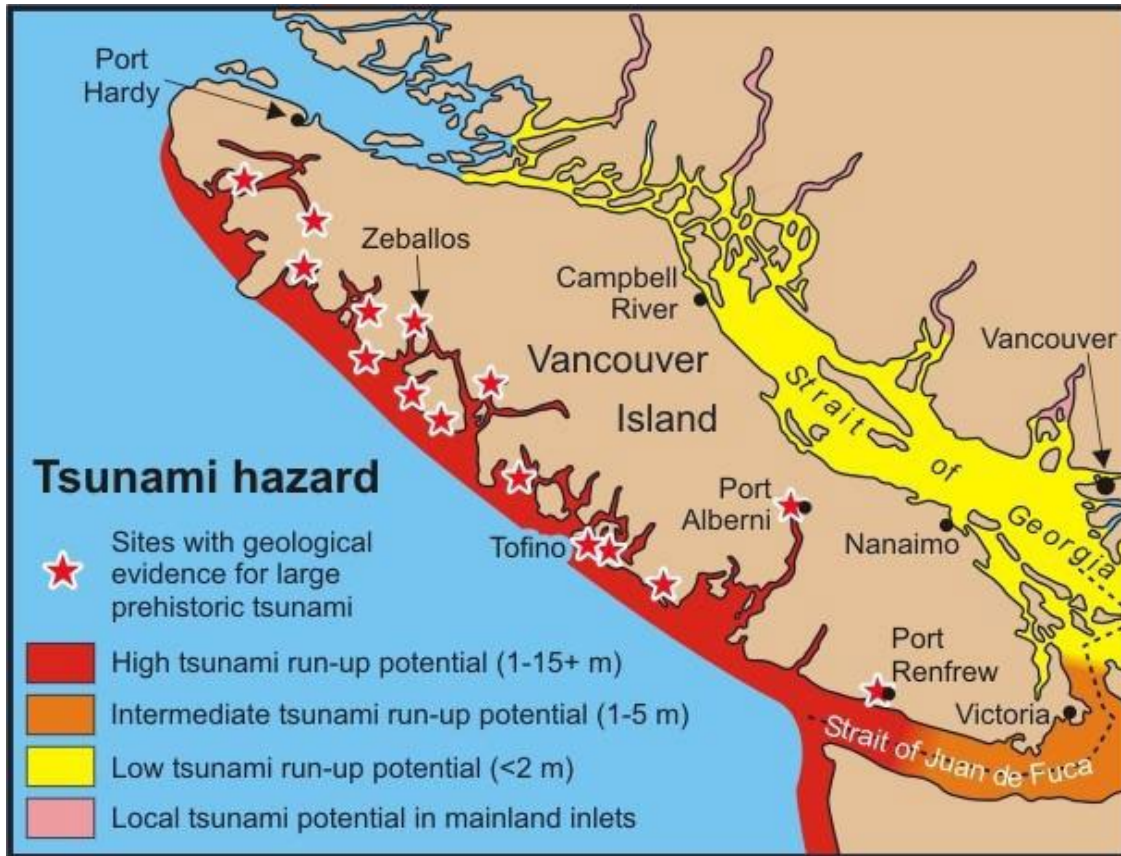 Port
Hardy
Zeballos
Campbell
River
Vancouver
Vancouver
Island
Strait
of
Georgia
Tsunami hazard
Port
Alberni
Nanaimo
Sites with geological
evidence for large
prehistoric tsunami
Tofino
High tsunami run-up potential (1-15+ m)
Port
Renfrew
Intermediate tsunami run-up potential (1-5 m)
Victoria
Strait of Juan de Fuca
Low tsunami run-up potential (<2 m)
Local tsunami potential in mainland inlets